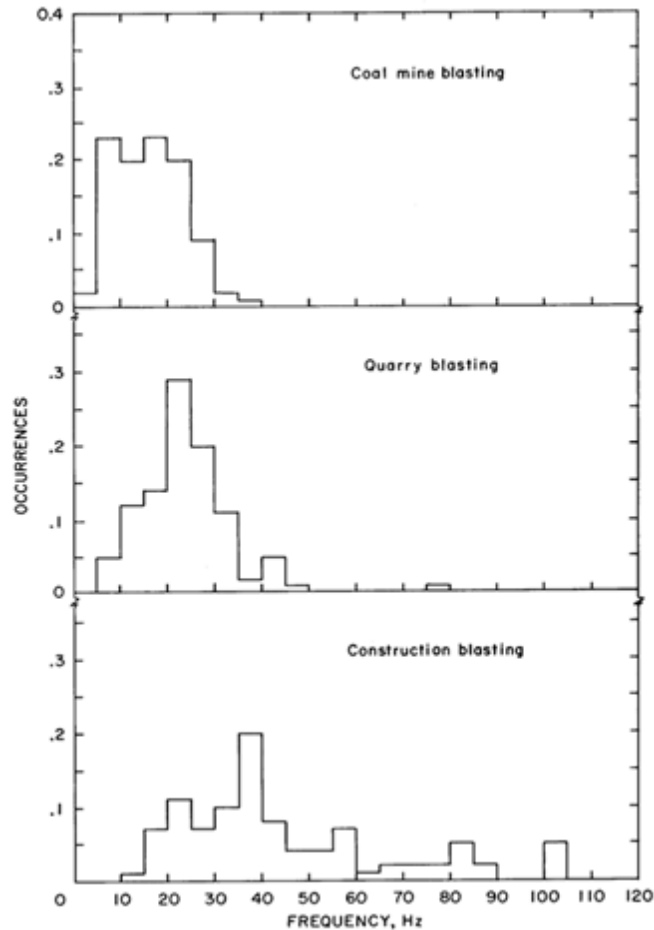 0.4
Coal mine blasting
.3
.2
.1
0
Quarry blasting
.3
.2
.1
0
OCCURRENCES
Construction blasting
.3
.2
.1
0 10 20 30 40 50 60 70 80 90 100 110 120
FREQUENCY, Hz